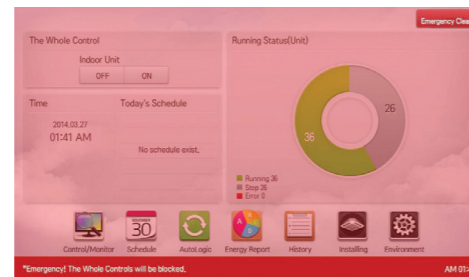 Emergency Clea
The Whole Control
Indoor Unit
OFF ON
Running Status(Unit)
26
36
Running 36
Stop 26
Error 0
Time
2014.03.27
01:41 AM
Today's Schedule
No schedule exist.
NOVEMBER
30
Control/Monitor
Schedule
AutoLogic
Energy Report
History
Installing
Environment
*Emergency! The Whole Controls will be blocked.
AM 01: